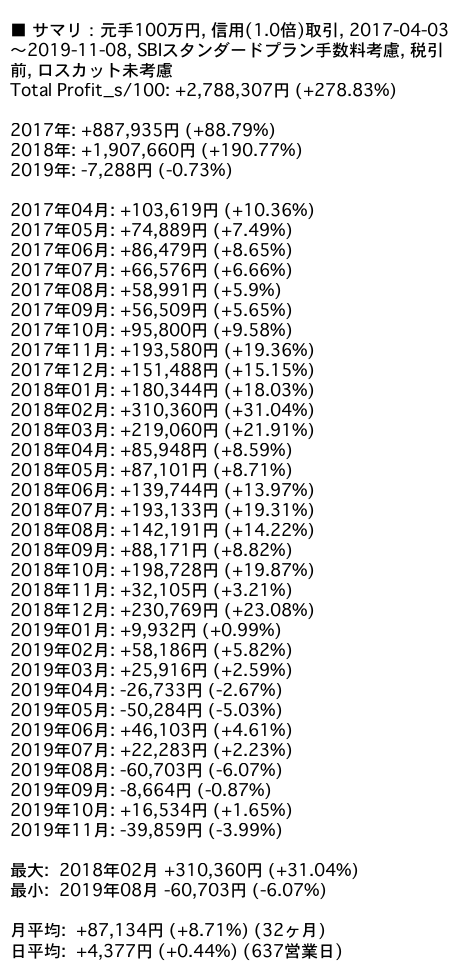 ■ サマリ：元手100万円, 信用(1.0倍)取引, 2017-04-03
〜2019-11-08, SBIスタンダードプラン手数料考慮, 税引
前, ロスカット未考慮
Total Profit_s/100: +2,788,307円 (+278.83%)
2017年: +887,935円 (+88.79%)
2018年: +1,907,660円 (+190.77%)
2019年: -7,288円 (-0.73%)
2017年04月: +103,619円 (+10.36%)
2017年05月: +74,889円 (+7.49%)
2017年06月: +86,479円 (+8.65%)
2017年07月: +66,576円 (+6.66%)
2017年08月: +58,991円 (+5.9%)
2017年09月: +56,509円 (+5.65%)
2017年10月: +95,800円 (+9.58%)
2017年11月: +193,580円 (+19.36%)
2017年12月: +151,488円 (+15.15%)
2018年01月: +180,344円 (+18.03%)
2018年02月: +310,360円 (+31.04%)
2018年03月: +219,060円 (+21.91%)
2018年04月: +85,948円 (+8.59%)
2018年05月: +87,101円 (+8.71%)
2018年06月: +139,744円 (+13.97%)
2018年07月: +193,133円 (+19.31%)
2018年08月: +142,191円 (+14.22%)
2018年09月: +88,171円 (+8.82%)
2018年10月: +198,728円 (+19.87%)
2018年11月: +32,105円 (+3.21%)
2018年12月: +230,769円 (+23.08%)
2019年01月: +9,932円 (+0.99%)
2019年02月: +58,186円 (+5.82%)
2019年03月: +25,916円 (+2.59%)
2019年04月: -26,733円 (-2.67%)
2019年05月: -50,284円 (-5.03%)
2019年06月: +46,103円 (+4.61%)
2019年07月: +22,283円 (+2.23%)
2019年08月: -60,703円 (-6.07%)
2019年09月: -8,664円 (-0.87%)
2019年10月: +16,534円 (+1.65%)
2019年11月: -39,859円 (-3.99%)
最大: 2018年02月 +310,360円 (+31.04%)
最小: 2019年08月 -60,703円 (-6.07%)
月平均: +87,134円 (+8.71%) (32ヶ月)
日平均: +4,377円 (+0.44%) (637営業日)